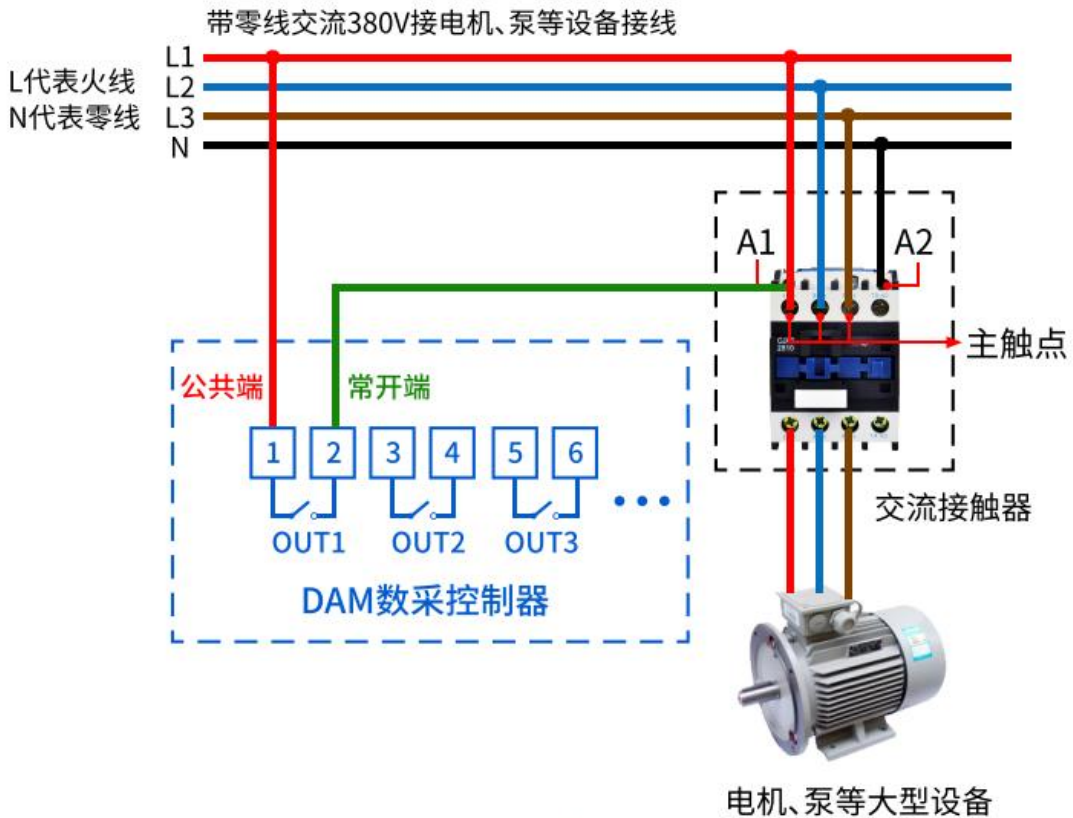 带零线交流380V接电机、泵等设备接线
L1
L代表火线
L2
N代表零线
L3
N
A1
A2
主触点
公共端
常开端
1
2
3
4
5
6
OUT1
OUT2
OUT3
交流接触器
DAM数采控制器
电机、泵等大型设备